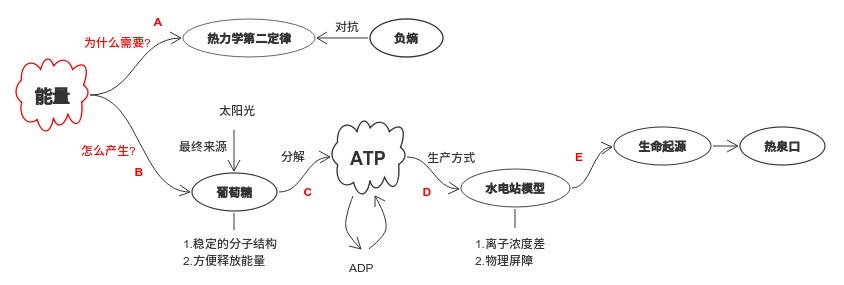 A
为什么需要?
热力学第二定律
对抗
负熵
能量
怎么产生?
B
太阳光
最终来源
葡萄糖
1.稳定的分子结构
2.方便释放能量
分解
C
ATP
ADP
生产方式
D
水电站模型
1.离子浓度差
2.物理屏障
E
生命起源
热泉口